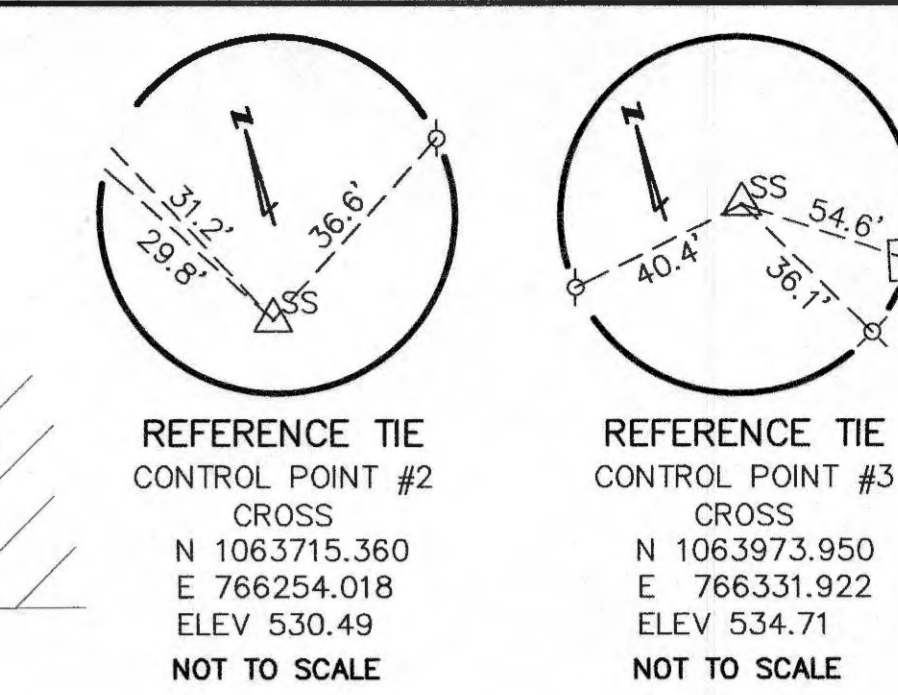 N
31.2'
29.8'
36.6'
SS
REFERENCE TIE
CONTROL POINT #2
CROSS
N 1063715.360
E 766254.018
ELEV 530.49
NOT TO SCALE
N
SS
54.6'
40.4'
36.1'
REFERENCE TIE
CONTROL POINT #3
CROSS
N 1063973.950
E 766331.922
ELEV 534.71
NOT TO SCALE